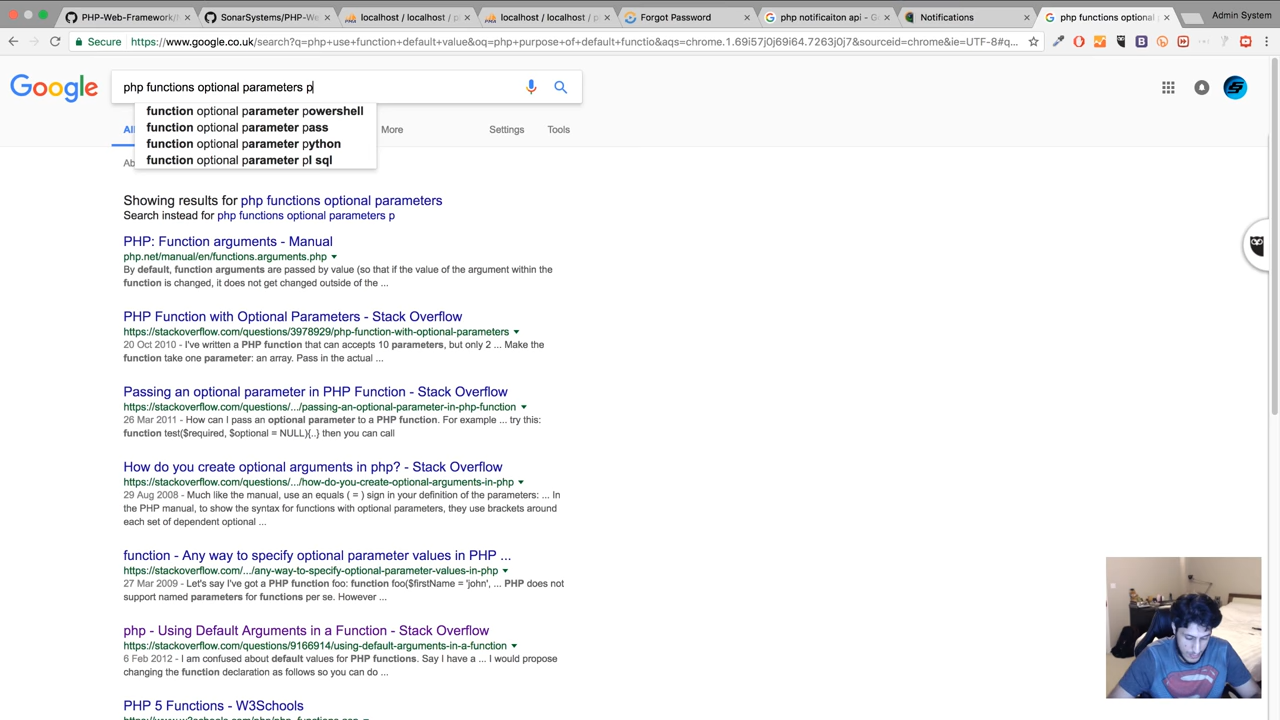 PHP-Web-Framework/
SonarSystems/PHP-We
localhost / localhost / p
localhost / localhost / p
Forgot Password
php notificaiton api - G
Notifications
php functions optional
Admin System
Secure
https://www.google.co.uk/search?q=php+use+function+default+value&oq=php+purpose+of+default+functio&aqs=chrome.1.69i57j0j69i64.7263j0j7&sourceid=chrome&ie=UTF-8#q...
Google
php functions optional parameters p
function optional parameter powershell
function optional parameter pass
function optional parameter python
function optional parameter pl sql
All
More
Settings
Tools
Ab
Showing results for php functions optional parameters
Search instead for php functions optional parameters p
PHP: Function arguments - Manual
php.net/manual/en/functions.arguments.php
By default, function arguments are passed by value (so that if the value of the argument within the
function is changed, it does not get changed outside of the ...
PHP Function with Optional Parameters - Stack Overflow
https://stackoverflow.com/questions/3978929/php-function-with-optional-parameters
20 Oct 2010 - I've written a PHP function that can accepts 10 parameters, but only 2 ... Make the
function take one parameter: an array. Pass in the actual ...
Passing an optional parameter in PHP Function - Stack Overflow
https://stackoverflow.com/questions/.../passing-an-optional-parameter-in-php-function
26 Mar 2011 - How can I pass an optional parameter to a PHP function. For example ... try this:
function test($required, $optional = NULL){..} then you can call
How do you create optional arguments in php? - Stack Overflow
https://stackoverflow.com/questions/.../how-do-you-create-optional-arguments-in-php
29 Aug 2008 - Much like the manual, use an equals ( = ) sign in your definition of the parameters: ... In
the PHP manual, to show the syntax for functions with optional parameters, they use brackets around
each set of dependent optional ...
function - Any way to specify optional parameter values in PHP ...
https://stackoverflow.com/.../any-way-to-specify-optional-parameter-values-in-php
27 Mar 2009 - Let's say I've got a PHP function foo: function foo($firstName = 'john', ... PHP does not
support named parameters for functions per se. However ...
php - Using Default Arguments in a Function - Stack Overflow
https://stackoverflow.com/questions/9166914/using-default-arguments-in-a-function
6 Feb 2012 - I am confused about default values for PHP functions. Say I have a ... I would propose
changing the function declaration as follows so you can do ...
PHP 5 Functions - W3Schools